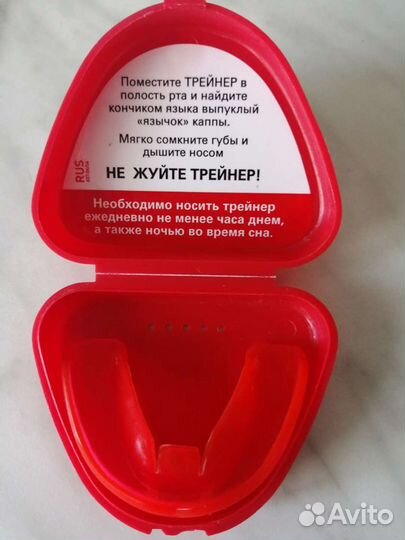 Поместите ТРЕЙНЕР в
полость рта и найдите
кончиком языка выпуклый
«язычок» каппы.
Мягко сомкните губы и
дышите носом
НЕ ЖУЙТЕ ТРЕЙНЕР!
RUS
Необходимо носить трейнер
ежедневно не менее часа днем,
а также ночью во время сна.
Avito